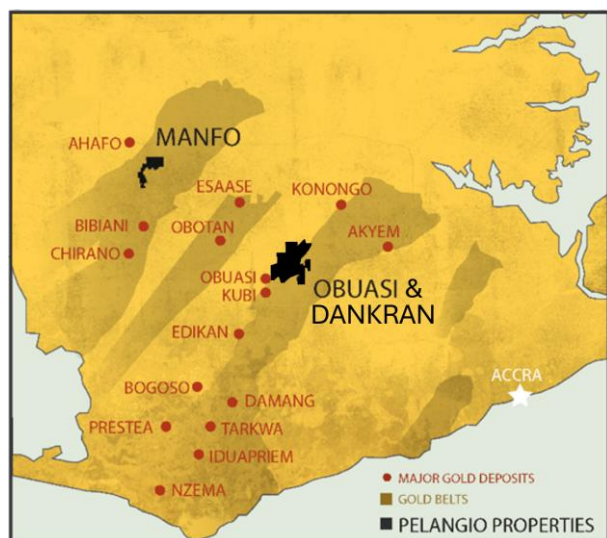 AHAFO
MANFO
ESAASE
KONONGO
BIBIANI
OBOTAN
AKYEM
CHIRANO
OBUASI
KUBI
OBUASI &
DANKRAN
EDIKAN
ACCRA
BOGOSO
DAMANG
PRESTEA
TARKWA
IDUAPRIEM
NZEMA
MAJOR GOLD DEPOSITS
GOLD BELTS
PELANGIO PROPERTIES